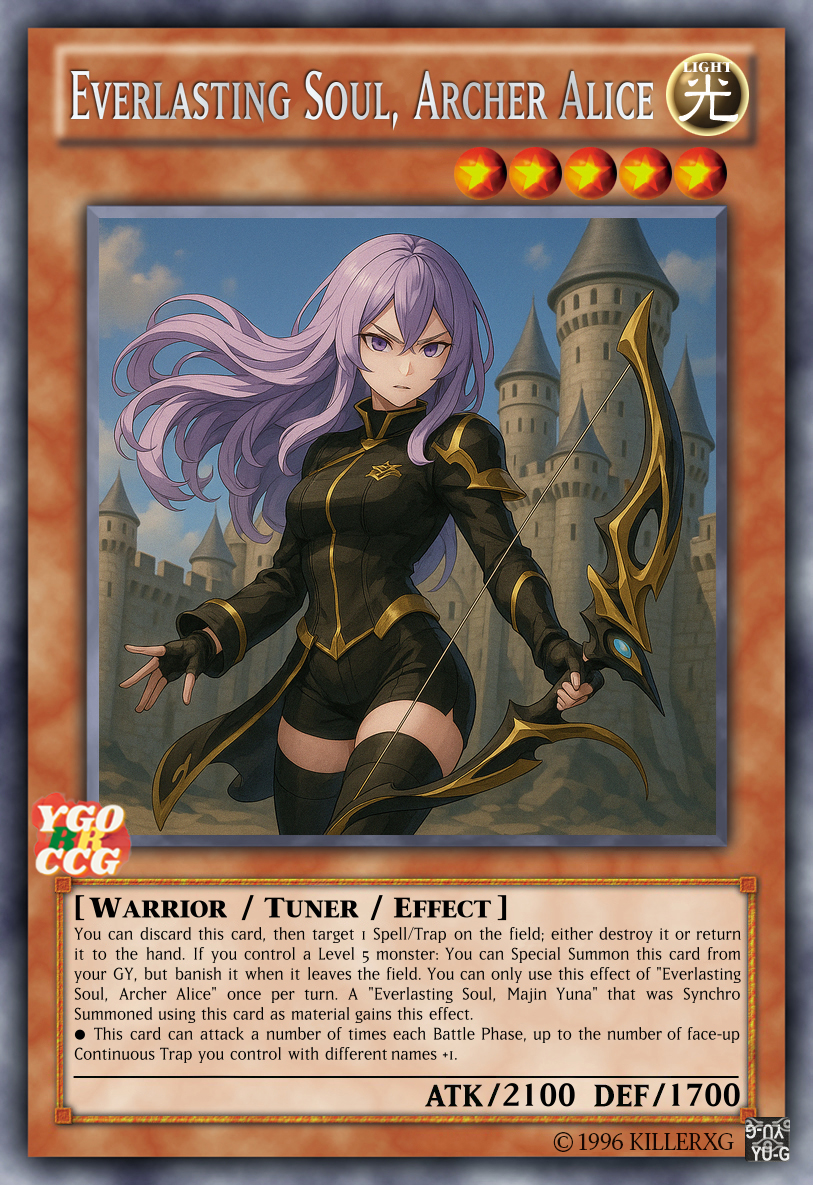 EVERLASTING SOUL, ARCHER ALICE
LIGHT
光
YGO
RR
CCG
[ WARRIOR / TUNER / EFFECT ]
You can discard this card, then target 1 Spell/Trap on the field; either destroy it or return
it to the hand. If you control a Level 5 monster: You can Special Summon this card from
your GY, but banish it when it leaves the field. You can only use this effect of "Everlasting
Soul, Archer Alice" once per turn. A "Everlasting Soul, Majin Yuna" that was Synchro
Summoned using this card as material gains this effect.
● This card can attack a number of times each Battle Phase, up to the number of face-up
Continuous Trap you control with different names +1.
ATK/2100 DEF/1700
© 1996 KILLERXG
YU-G
YU-G